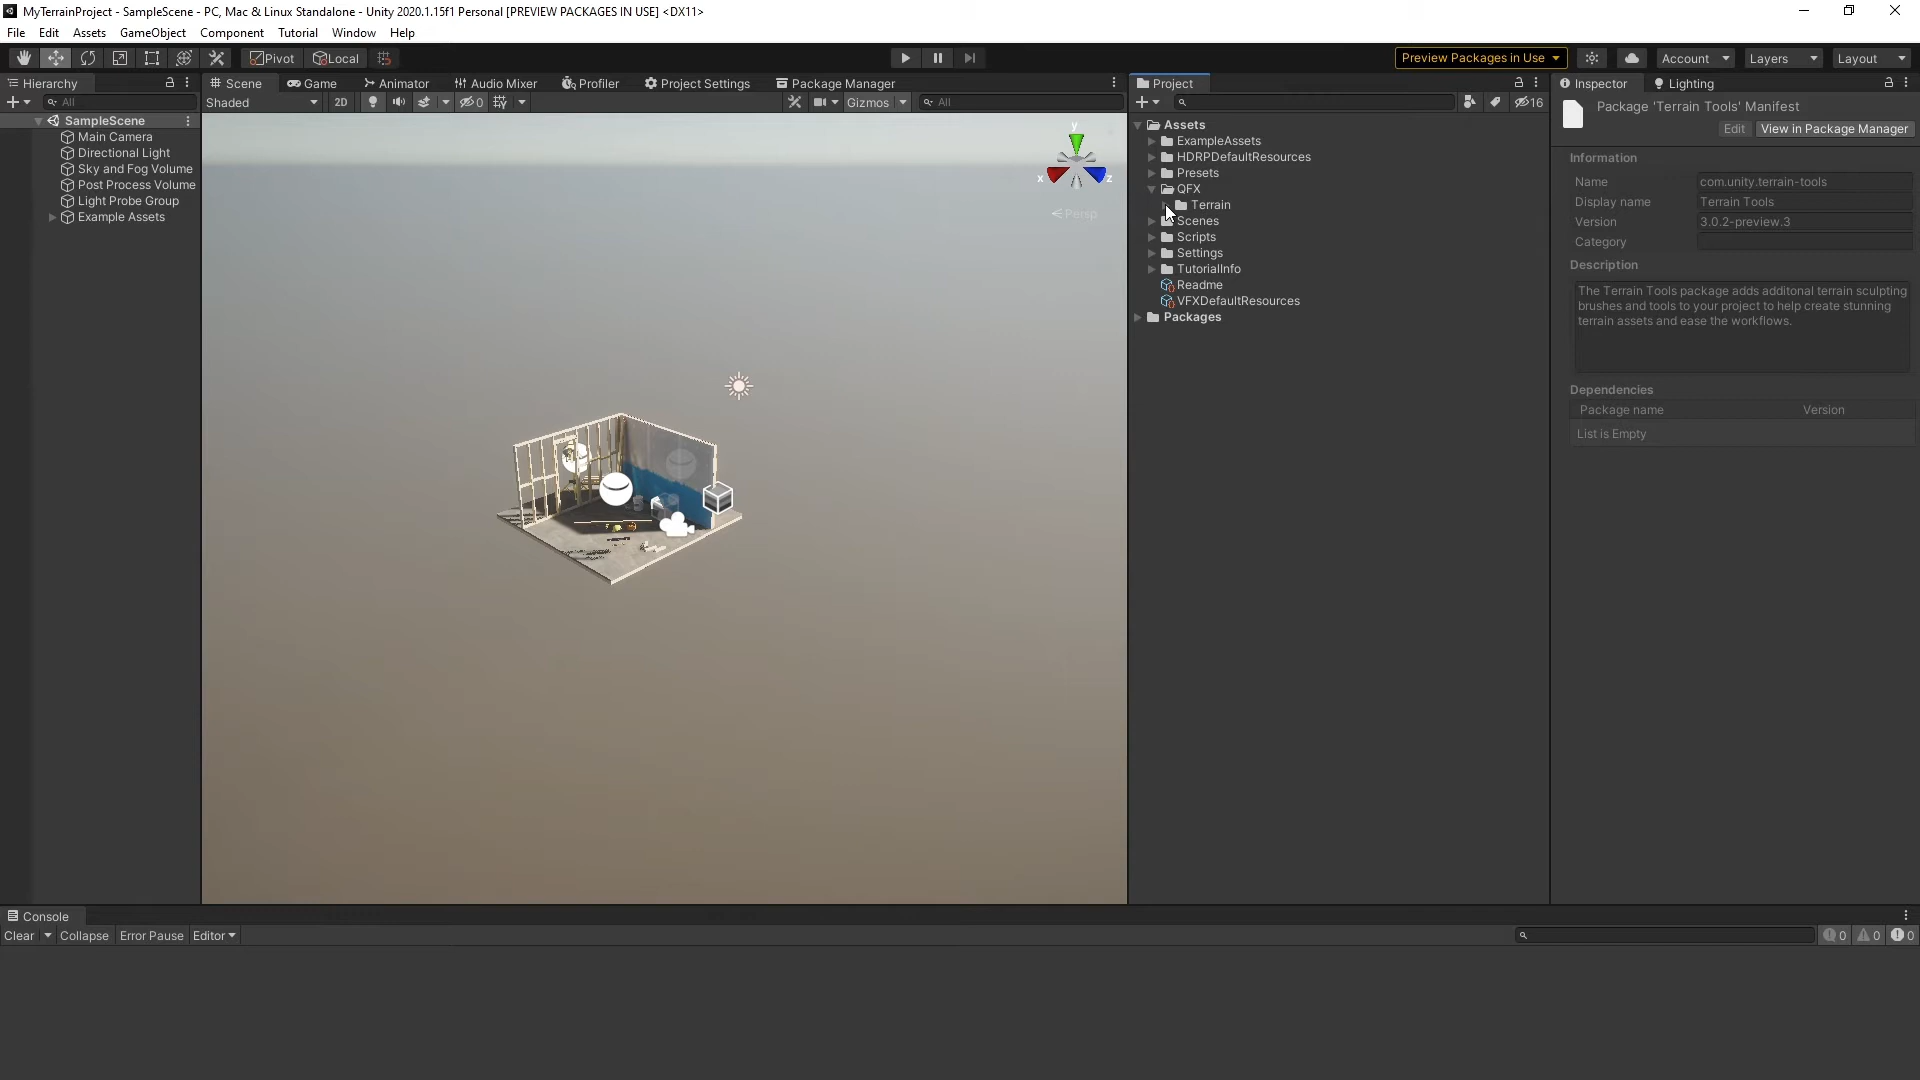 MyTerrainProject - SampleScene - PC, Mac & Linux Standalone - Unity 2020.1.15f1 Personal [PREVIEW PACKAGES IN USE] <DX11>
File Edit Assets GameObject Component Tutorial Window Help
Pivot Local Preview Packages in Use Account Layers Layout
Hierarchy Scene Game Animator Audio Mixer Profiler Project Settings Package Manager Project Inspector Lighting
All Shaded 2D 0 Gizmos All 16
SampleScene
Main Camera
Directional Light
Sky and Fog Volume
Post Process Volume
Light Probe Group
Example Assets
y
x z
Persp
Assets
ExampleAssets
HDRPDefaultResources
Presets
QFX
Terrain
Scenes
Scripts
Settings
TutorialInfo
Readme
VFXDefaultResources
Packages
Package 'Terrain Tools' Manifest
Edit View in Package Manager
Information
Name com.unity.terrain-tools
Display name Terrain Tools
Version 3.0.2-preview.3
Category
Description
The Terrain Tools package adds additonal terrain sculpting
brushes and tools to your project to help create stunning
terrain assets and ease the workflows.
Dependencies
Package name Version
List is Empty
Console
Clear Collapse Error Pause Editor 0 0 0